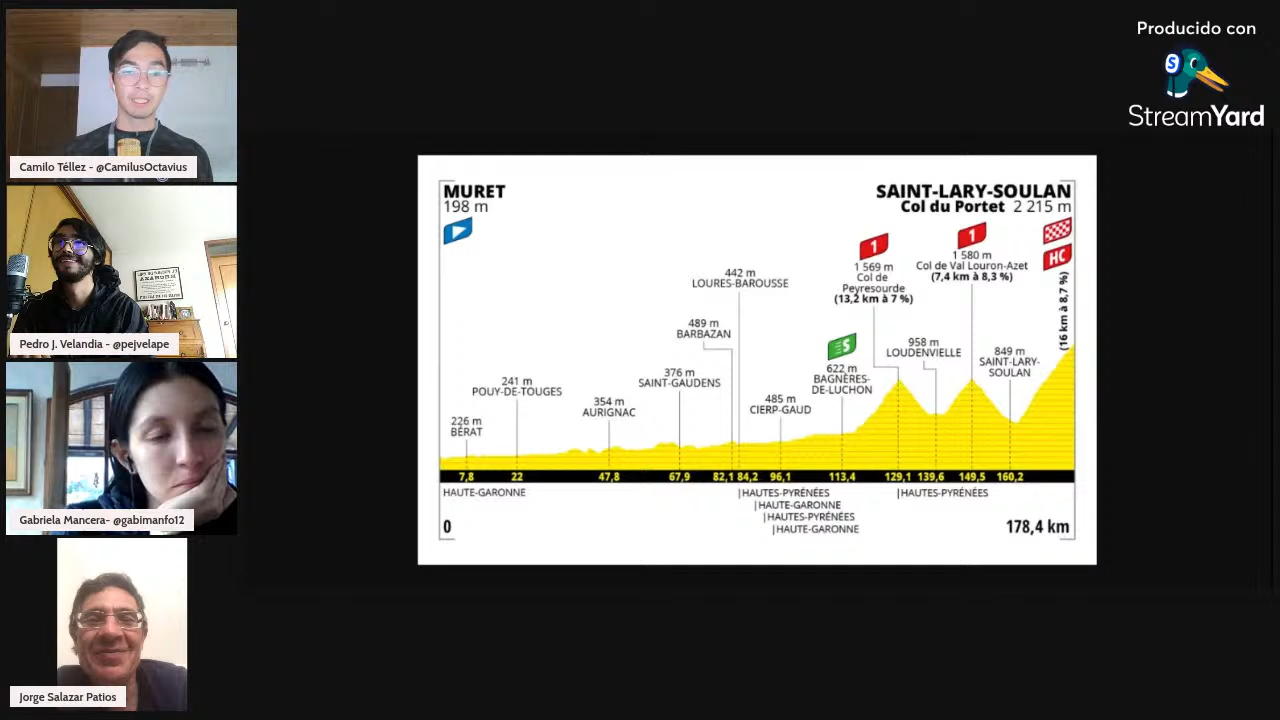 Producido con
S
StreamYard
Camilo Téllez - @CamilusOctavius
Pedro J. Velandia - @pejvelape
Gabriela Mancera- @gabimanfo12
Jorge Salazar Patios
MURET
198 m
SAINT-LARY-SOULAN
Col du Portet 2 215 m
1
1
HC
1 569 m
Col de
Peyresourde
(13,2 km à 7 %)
1 580 m
Col de Val Louron-Azet
(7,4 km à 8,3 %)
(16 km à 8,7 %)
442 m
LOURES-BAROUSSE
489 m
BARBAZAN
S
958 m
LOUDENVIELLE
849 m
SAINT-LARY-
SOULAN
376 m
SAINT-GAUDENS
622 m
BAGNÈRES-
DE-LUCHON
241 m
POUY-DE-TOUGES
354 m
AURIGNAC
485 m
CIERP-GAUD
226 m
BÉRAT
7,8 22 47,8 67,9 82,1 84,2 96,1 113,4 129,1 139,6 149,5 160,2
HAUTE-GARONNE |HAUTES-PYRÉNÉES |HAUTES-PYRÉNÉES
|HAUTE-GARONNE
|HAUTES-PYRÉNÉES
|HAUTE-GARONNE
0 178,4 km